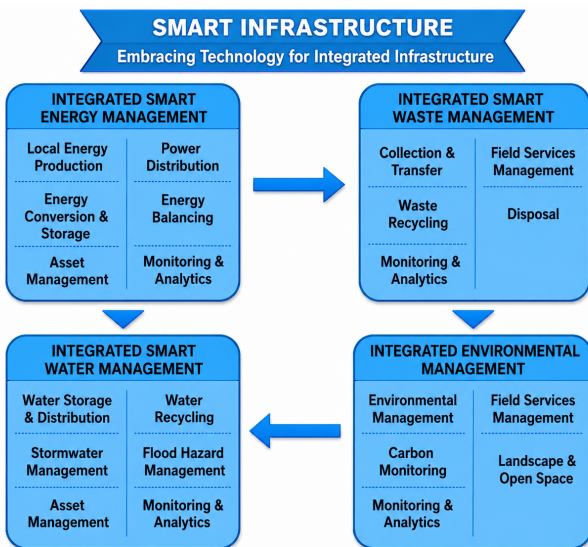 SMART INFRASTRUCTURE
Embracing Technology for Integrated Infrastructure
INTEGRATED SMART
ENERGY MANAGEMENT
Local Energy
Production
Power
Distribution
Energy
Conversion &
Storage
Energy
Balancing
Asset
Management
Monitoring &
Analytics
INTEGRATED SMART
WASTE MANAGEMENT
Collection &
Transfer
Field Services
Management
Waste
Recycling
Disposal
Monitoring &
Analytics
INTEGRATED SMART
WATER MANAGEMENT
Water Storage
& Distribution
Water
Recycling
Stormwater
Management
Flood Hazard
Management
Asset
Management
Monitoring &
Analytics
INTEGRATED ENVIRONMENTAL
MANAGEMENT
Environmental
Management
Field Services
Management
Carbon
Monitoring
Landscape &
Open Space
Monitoring &
Analytics